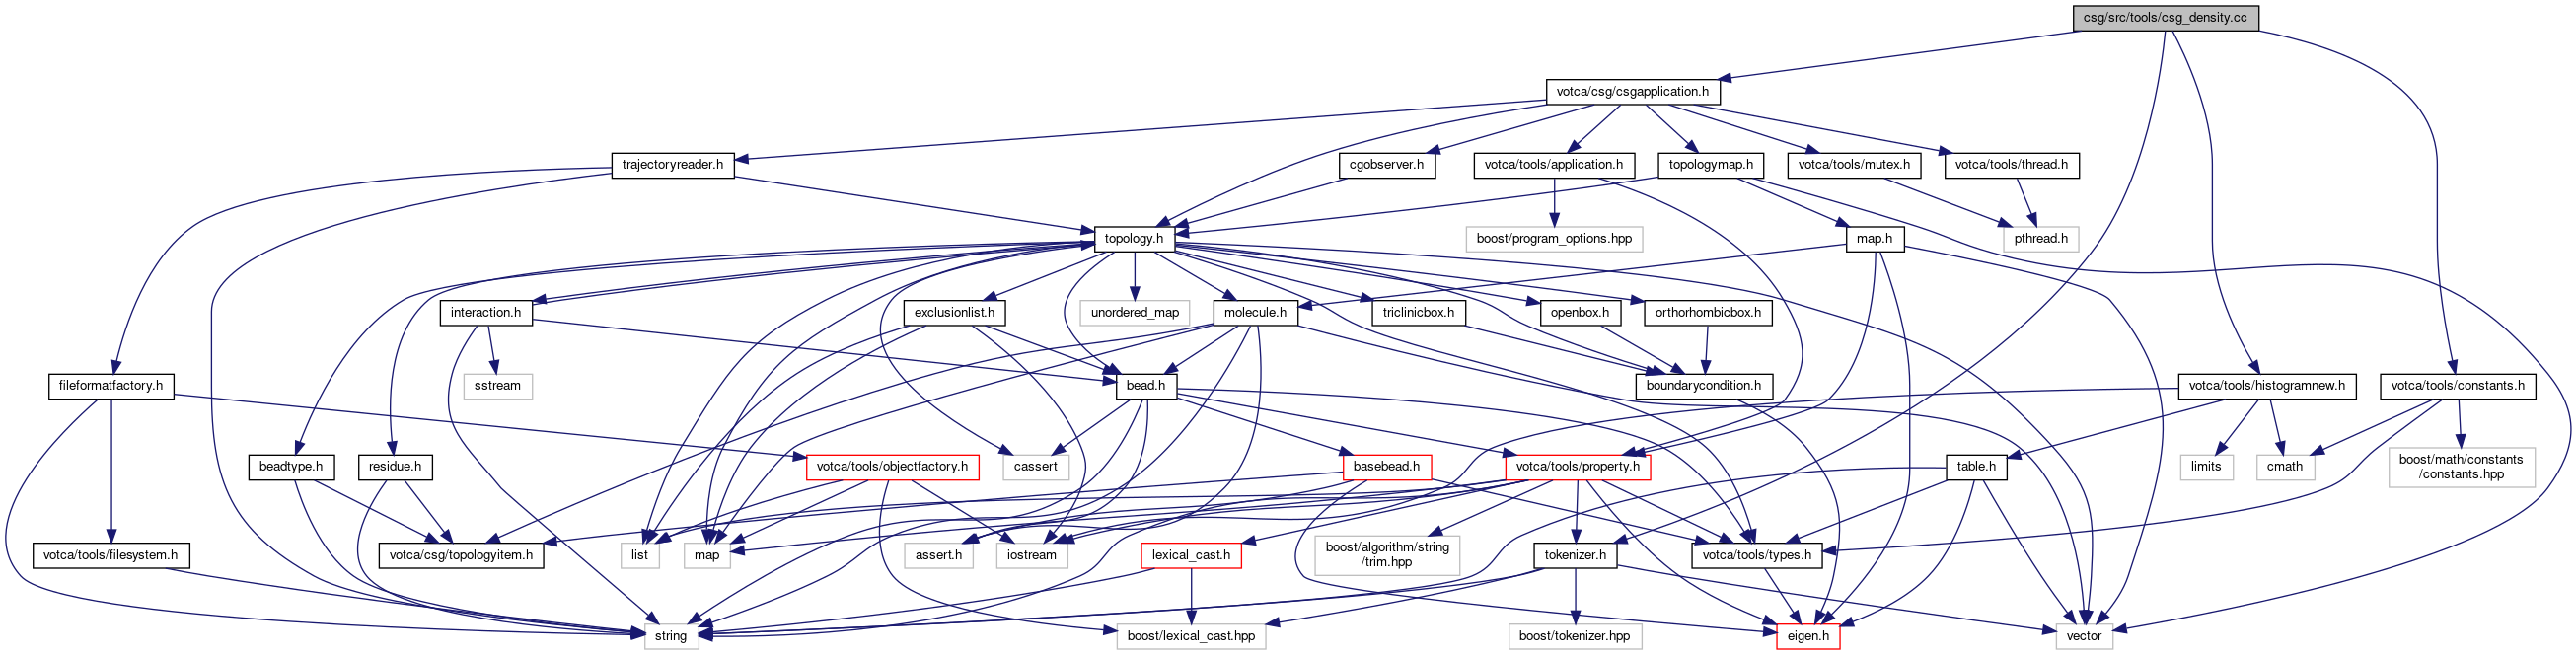 csg/src/tools/csg_density.cc
votca/csg/csgapplication.h
trajectoryreader.h
cgobserver.h
votca/tools/application.h
topologymap.h
votca/tools/mutex.h
votca/tools/thread.h
topology.h
boost/program_options.hpp
map.h
pthread.h
interaction.h
exclusionlist.h
unordered_map
molecule.h
triclinicbox.h
openbox.h
orthorhombicbox.h
fileformatfactory.h
sstream
bead.h
boundarycondition.h
votca/tools/histogramnew.h
votca/tools/constants.h
beadtype.h
residue.h
votca/tools/objectfactory.h
cassert
basebead.h
votca/tools/property.h
table.h
limits
cmath
boost/math/constants
/constants.hpp
votca/tools/filesystem.h
votca/csg/topologyitem.h
list
map
assert.h
iostream
lexical_cast.h
boost/algorithm/string
/trim.hpp
tokenizer.h
votca/tools/types.h
string
boost/lexical_cast.hpp
boost/tokenizer.hpp
eigen.h
vector